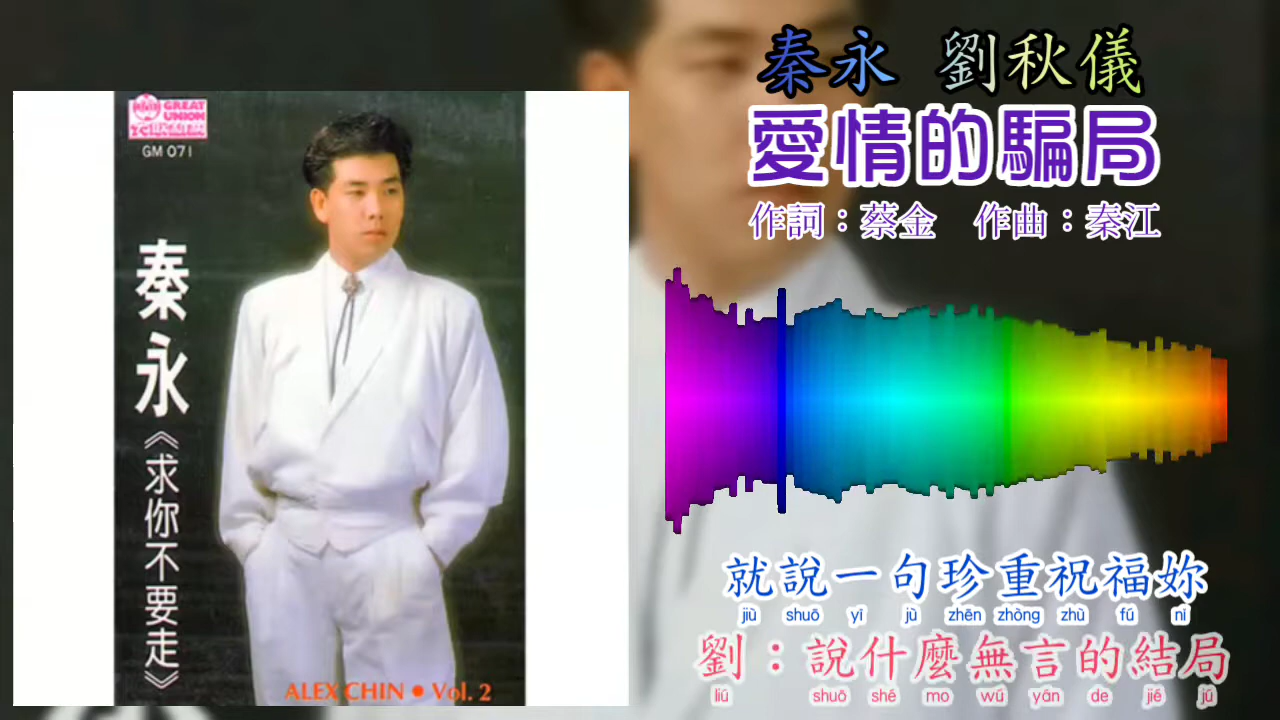 GREAT
UNION
GM 071
秦永
《求你不要走》
ALEX CHIN • Vol. 2
秦永 劉秋儀
愛情的騙局
作詞：蔡金 作曲：秦江
就說一句珍重祝福妳
jiù shuō yī jù zhēn zhòng zhù fú nǐ
劉：說什麼無言的結局
liú shuō shé mo wú yán de jié jú